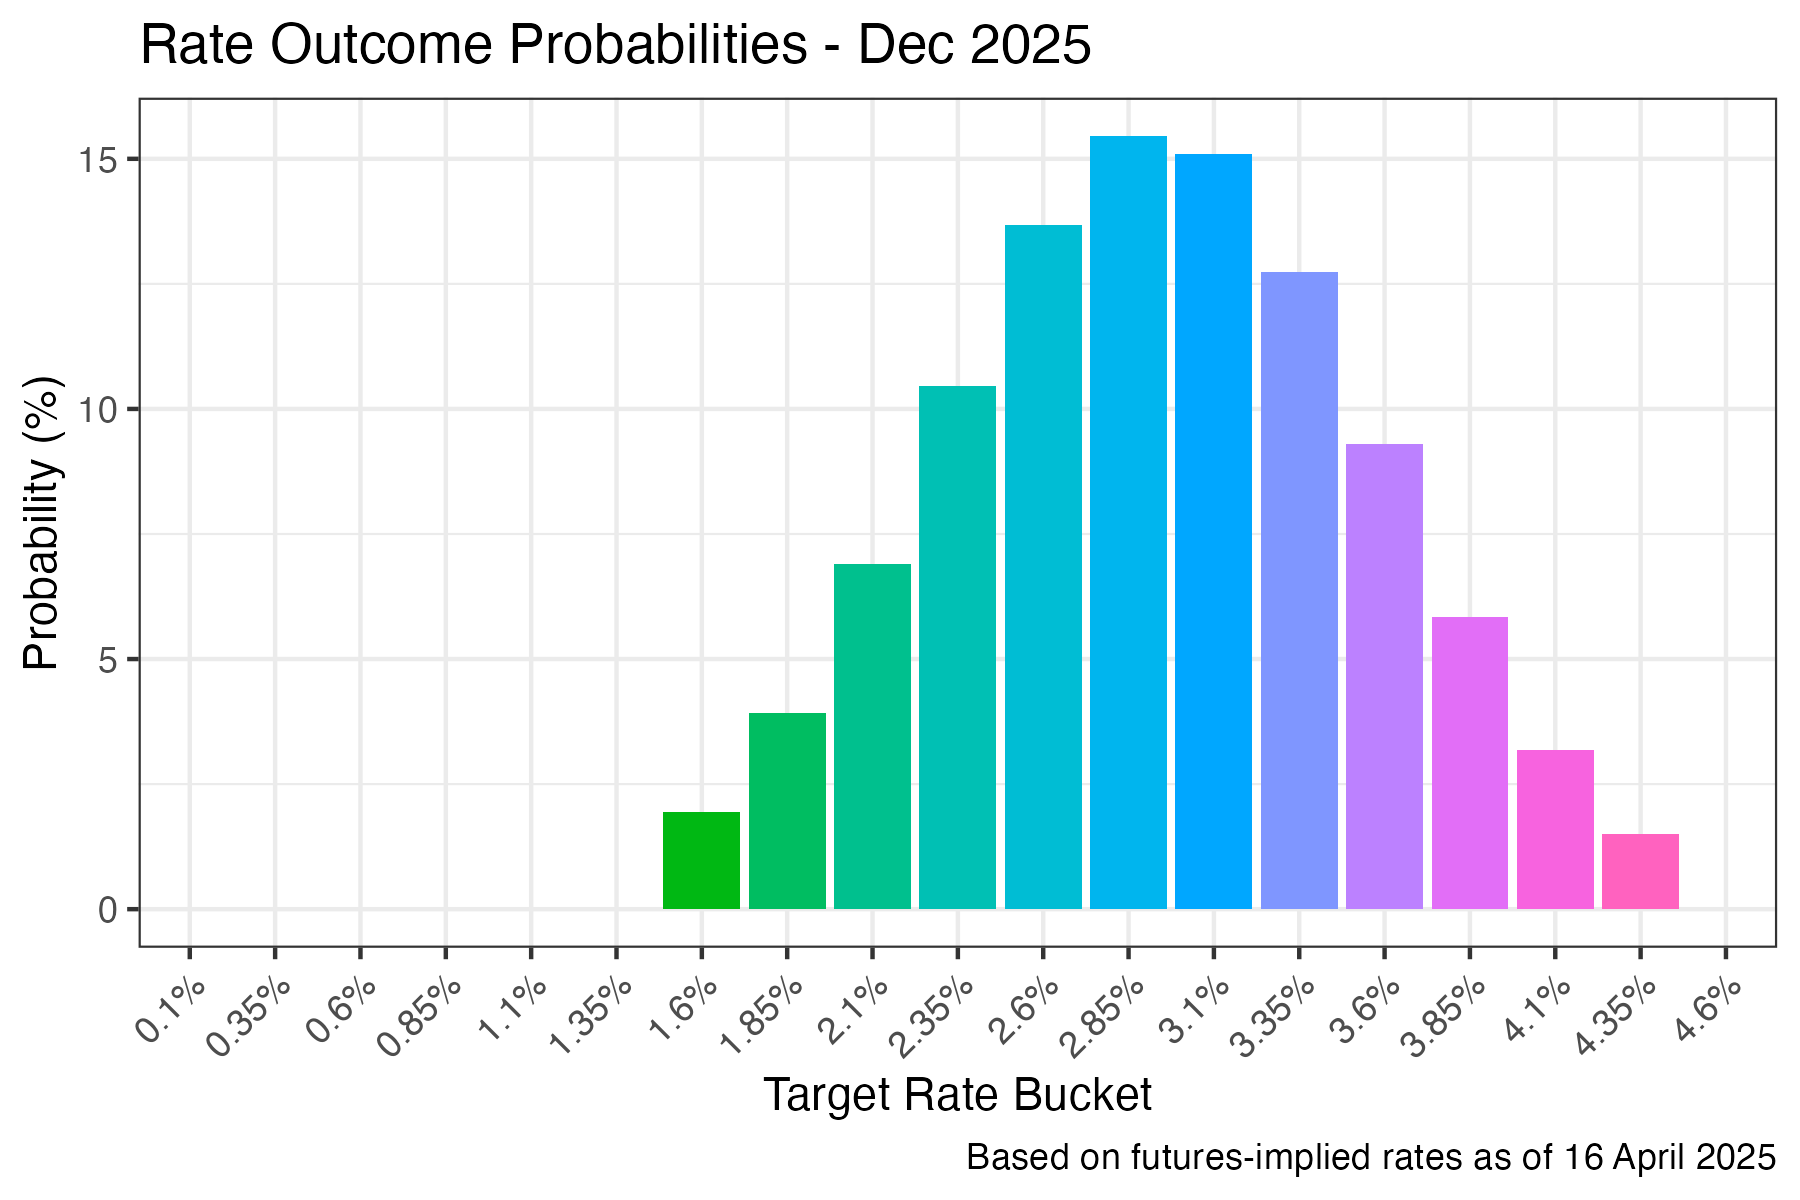 Rate Outcome Probabilities - Dec 2025
Probability (%)
15
10
5
0
0.1% 0.35% 0.6% 0.85% 1.1% 1.35% 1.6% 1.85% 2.1% 2.35% 2.6% 2.85% 3.1% 3.35% 3.6% 3.85% 4.1% 4.35% 4.6%
Target Rate Bucket
Based on futures-implied rates as of 16 April 2025